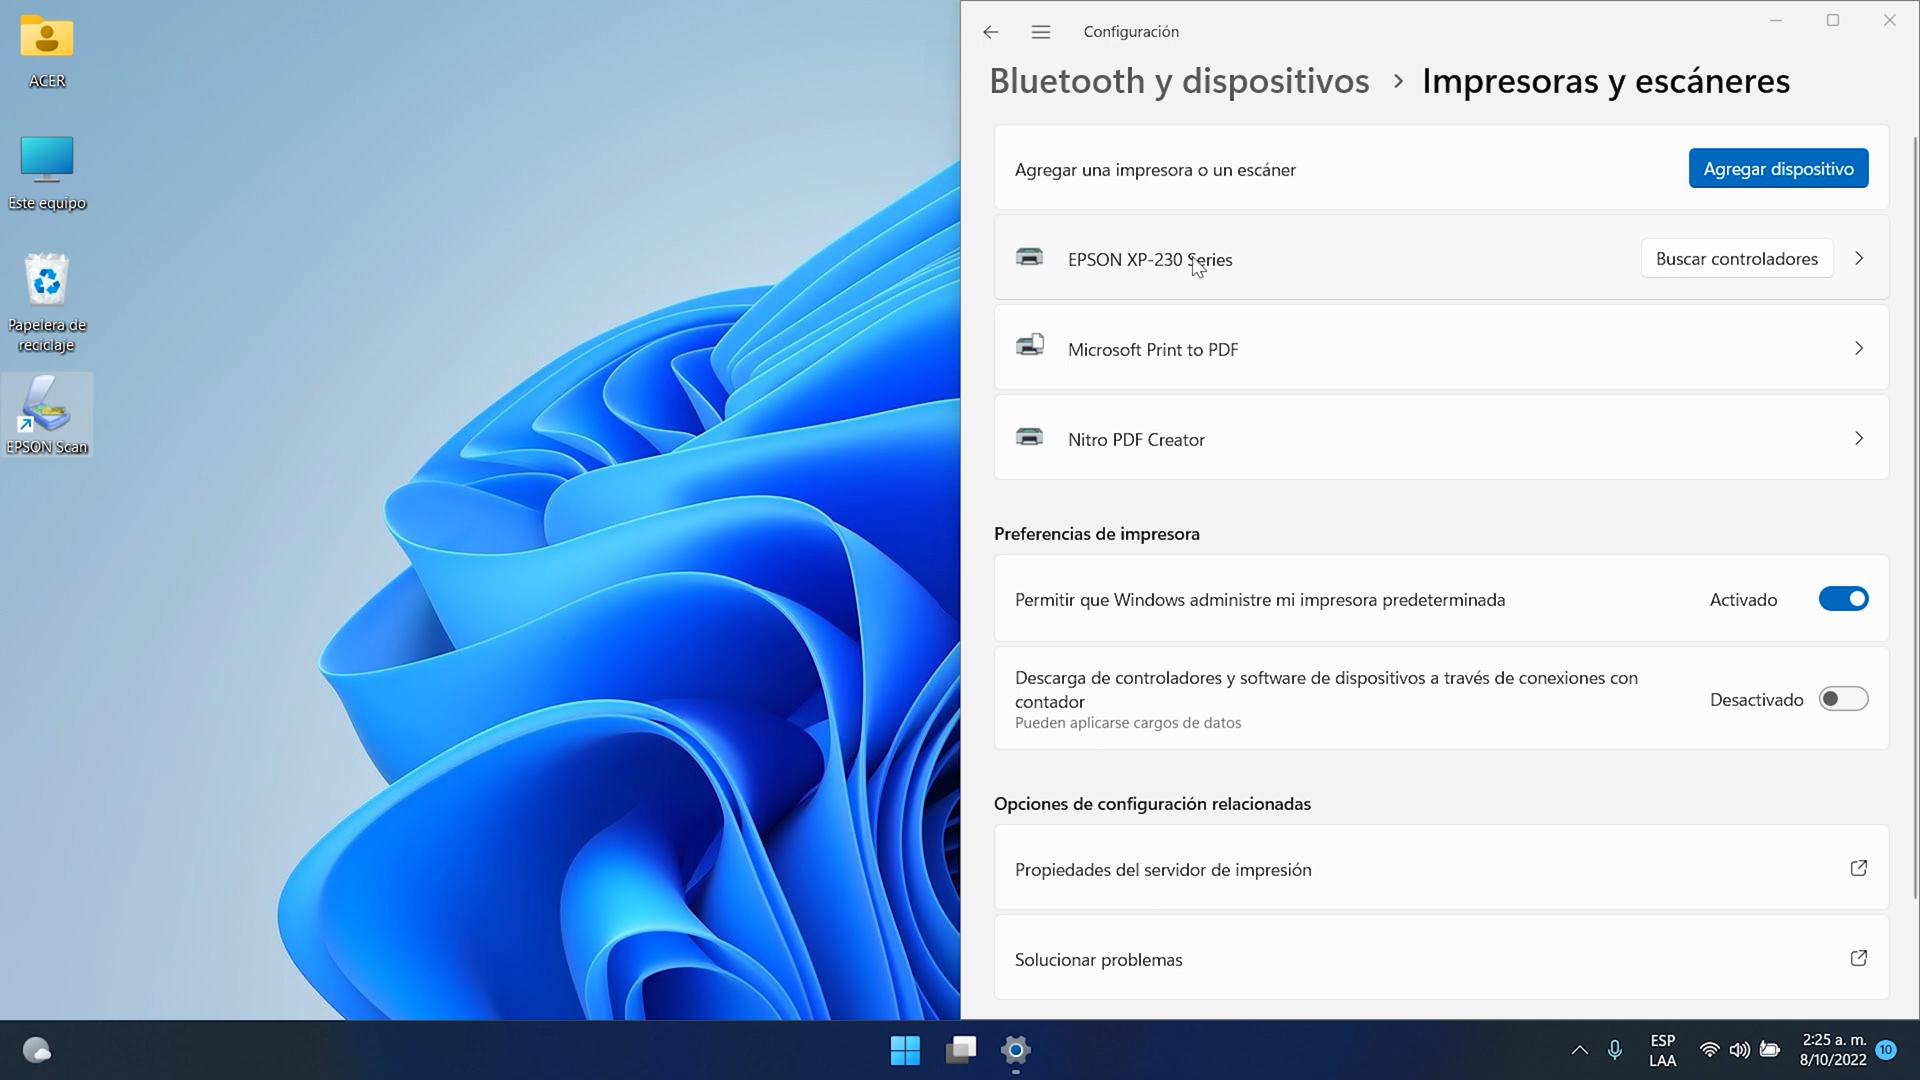 ACER
Este equipo
Papelera de
reciclaje
EPSON Scan
Configuración
Bluetooth y dispositivos > Impresoras y escáneres
Agregar una impresora o un escáner
Agregar dispositivo
EPSON XP-230 Series
Buscar controladores
Microsoft Print to PDF
Nitro PDF Creator
Preferencias de impresora
Permitir que Windows administre mi impresora predeterminada
Activado
Descarga de controladores y software de dispositivos a través de conexiones con
contador
Pueden aplicarse cargos de datos
Desactivado
Opciones de configuración relacionadas
Propiedades del servidor de impresión
Solucionar problemas
ESP
LAA
2:25 a. m.
8/10/2022
10